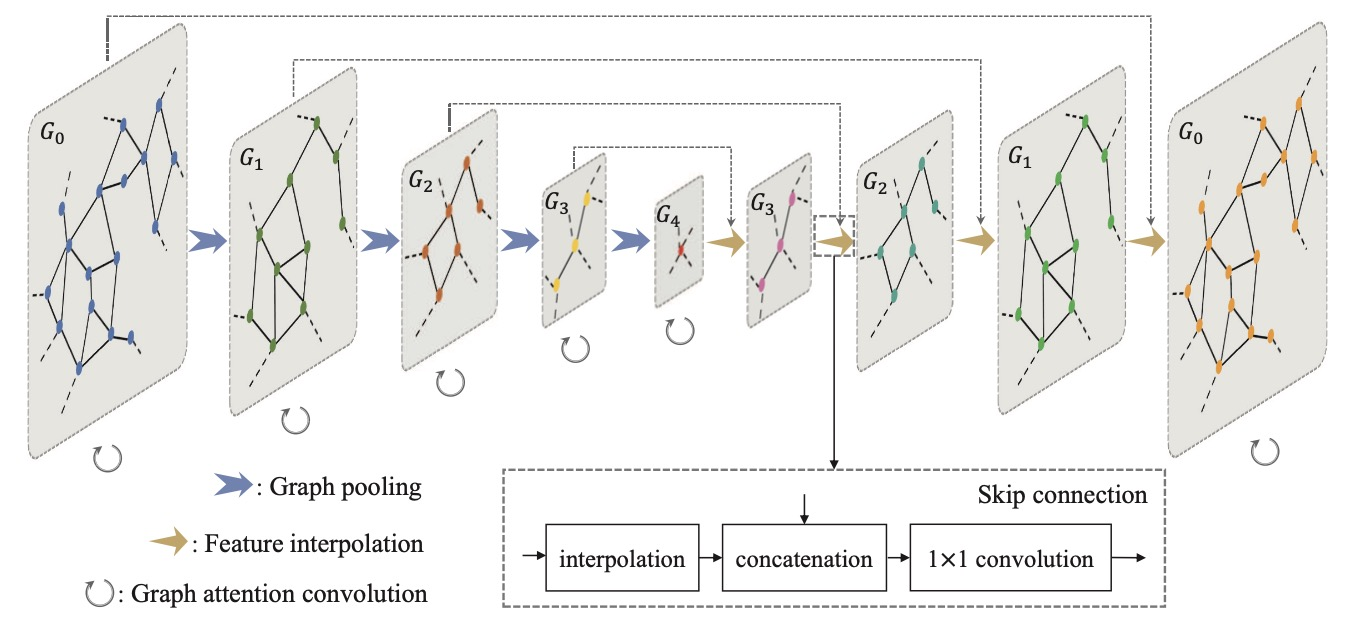 G₀
G₁
G₂
G₃
G₄
G₃
G₂
G₁
G₀
: Graph pooling
: Feature interpolation
: Graph attention convolution
Skip connection
interpolation
concatenation
1×1 convolution